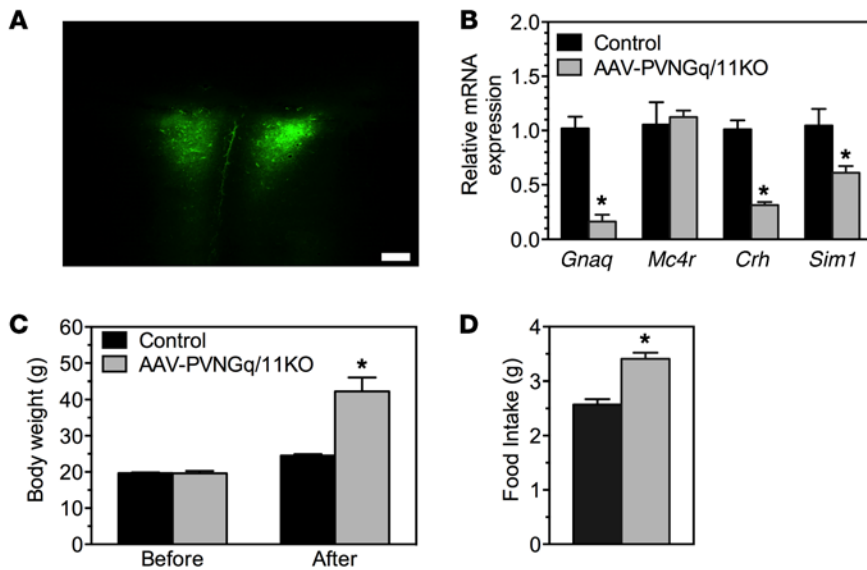 A
B
Control
AAV-PVNGq/11KO
Relative mRNA
expression
2.0
1.5
1.0
0.5
0.0
*
*
*
Gnaq Mc4r Crh Sim1
C
Control
AAV-PVNGq/11KO
Body weight (g)
60
50
40
30
20
10
0
*
Before After
D
Food Intake (g)
4
3
2
1
0
*